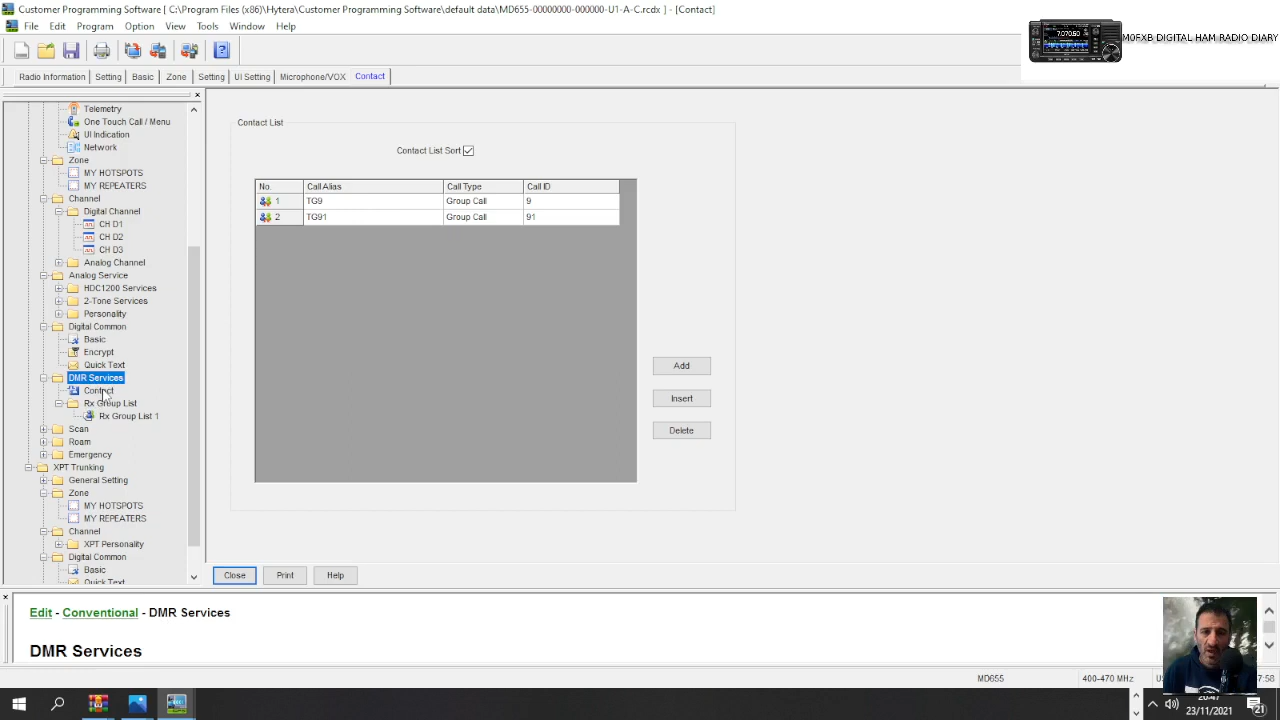 Customer Programming Software [ C:\Program Files (x86)\Hytera\Customer Programming Software\Default data\MD655-00000000-000000-U1-0-A-C.rcdx ] - [Contact]
File Edit Program Option View Tools Window Help
7.070.50
M0FXB DIGITAL HAM RADIO DIARY
Radio Information Setting Basic Zone Setting UI Setting Microphone/VOX Contact
Telemetry
One Touch Call / Menu
UI Indication
Network
Zone
MY HOTSPOTS
MY REPEATERS
Channel
Digital Channel
CH D1
CH D2
CH D3
Analog Channel
Analog Service
HDC1200 Services
2-Tone Services
Personality
Digital Common
Basic
Encrypt
Quick Text
DMR Services
Contact
Rx Group List
Rx Group List 1
Scan
Roam
Emergency
XPT Trunking
General Setting
Zone
MY HOTSPOTS
MY REPEATERS
Channel
XPT Personality
Digital Common
Basic
Quick Text
Contact List
Contact List Sort
No. Call Alias Call Type Call ID
1 TG9 Group Call 9
2 TG91 Group Call 91
Add
Insert
Delete
Close Print Help
Edit - Conventional - DMR Services
DMR Services
MD655 400-470 MHz
20:47
23/11/2021
21